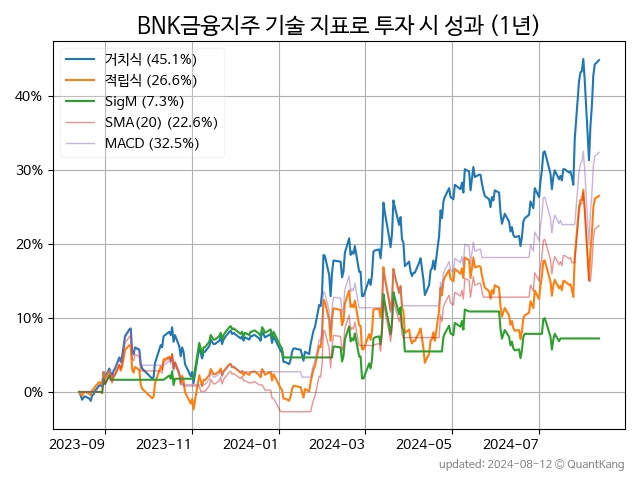 BNK금융지주 기술 지표로 투자 시 성과 (1년)
거치식 (45.1%)
적립식 (26.6%)
SigM (7.3%)
SMA(20) (22.6%)
MACD (32.5%)
40%
30%
20%
10%
0%
2023-09 2023-11 2024-01 2024-03 2024-05 2024-07
updated: 2024-08-12 © QuantKang